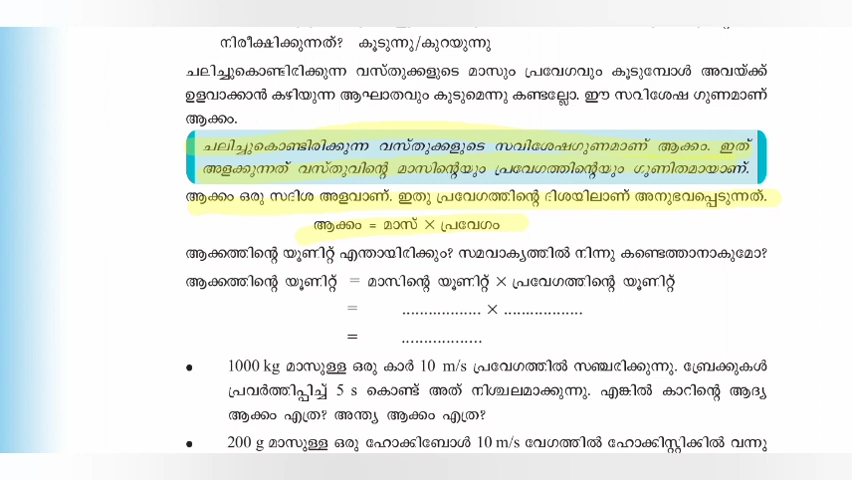 നിരീക്ഷിക്കുന്നത്? കൂടുന്നു/കുറയുന്നു
ചലിച്ചുകൊണ്ടിരിക്കുന്ന വസ്തുക്കളുടെ മാസും പ്രവേഗവും കൂടുമ്പോൾ അവയ്ക്ക്
ഉളവാക്കാൻ കഴിയുന്ന ആഘാതവും കൂടുമെന്നു കണ്ടല്ലോ. ഈ സവിശേഷ ഗുണമാണ്
ആക്കം.
ചലിച്ചുകൊണ്ടിരിക്കുന്ന വസ്തുക്കളുടെ സവിശേഷഗുണമാണ് ആക്കം. ഇത്
അളക്കുന്നത് വസ്തുവിന്റെ മാസിന്റെയും പ്രവേഗത്തിന്റെയും ഗുണിതമായാണ്.
ആക്കം ഒരു സദിശ അളവാണ്. ഇതു പ്രവേഗത്തിന്റെ ദിശയിലാണ് അനുഭവപ്പെടുന്നത്.
ആക്കം = മാസ് × പ്രവേഗം
ആക്കത്തിന്റെ യൂണിറ്റ് എന്തായിരിക്കും? സമവാക്യത്തിൽ നിന്നു കണ്ടെത്താനാകുമോ?
ആക്കത്തിന്റെ യൂണിറ്റ് = മാസിന്റെ യൂണിറ്റ് × പ്രവേഗത്തിന്റെ യൂണിറ്റ്
= .................. × ..................
= ..................
• 1000 kg മാസുള്ള ഒരു കാർ 10 m/s പ്രവേഗത്തിൽ സഞ്ചരിക്കുന്നു. ബ്രേക്കുകൾ
പ്രവർത്തിപ്പിച്ച് 5 s കൊണ്ട് അത് നിശ്ചലമാക്കുന്നു. എങ്കിൽ കാറിന്റെ ആദ്യ
ആക്കം എത്ര? അന്ത്യ ആക്കം എത്ര?
• 200 g മാസുള്ള ഒരു ഹോക്കിബോൾ 10 m/s വേഗത്തിൽ ഹോക്കിസ്റ്റിക്കിൽ വന്നു